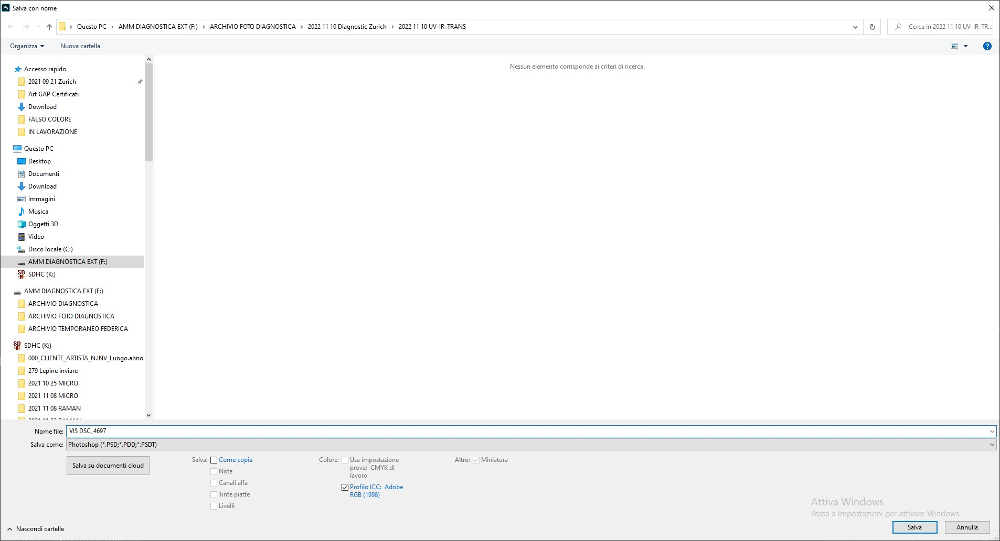 Ps Salva con nome
Questo PC > AMM DIAGNOSTICA EXT (F:) > ARCHIVIO FOTO DIAGNOSTICA > 2022 11 10 Diagnostic Zurich > 2022 11 10 UV-IR-TRANS
Cerca in 2022 11 10 UV-IR-TR...
Organizza
Nuova cartella
?
Accesso rapido
2021 09 21 Zurich
Art GAP Certificati
Download
FALSO COLORE
IN LAVORAZIONE
Questo PC
Desktop
Documenti
Download
Immagini
Musica
Oggetti 3D
Video
Disco locale (C:)
AMM DIAGNOSTICA EXT (F:)
SDHC (K:)
AMM DIAGNOSTICA EXT (F:)
ARCHIVIO DIAGNOSTICA
ARCHIVIO FOTO DIAGNOSTICA
ARCHIVIO TEMPORANEO FEDERICA
SDHC (K:)
000_CLIENTE_ARTISTA_N.INV_Luogo.anno.
279 Lepine inviare
2021 10 25 MICRO
2021 11 08 MICRO
2021 11 08 RAMAN
Nessun elemento corrisponde ai criteri di ricerca.
Nome file: VIS DSC_4697
Salva come: Photoshop (*.PSD;*.PDD;*.PSDT)
Salva su documenti cloud
Salva:
Come copia
Note
Canali alfa
Tinte piatte
Livelli
Colore:
Usa impostazione
prova: CMYK di
lavoro
Profilo ICC: Adobe
RGB (1998)
Altro:
Miniatura
Attiva Windows
Passa a Impostazioni per attivare Windows.
Nascondi cartelle
Salva
Annulla